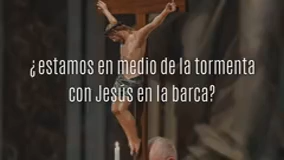 ¿estamos en medio de la tormenta
con Jesús en la barca?